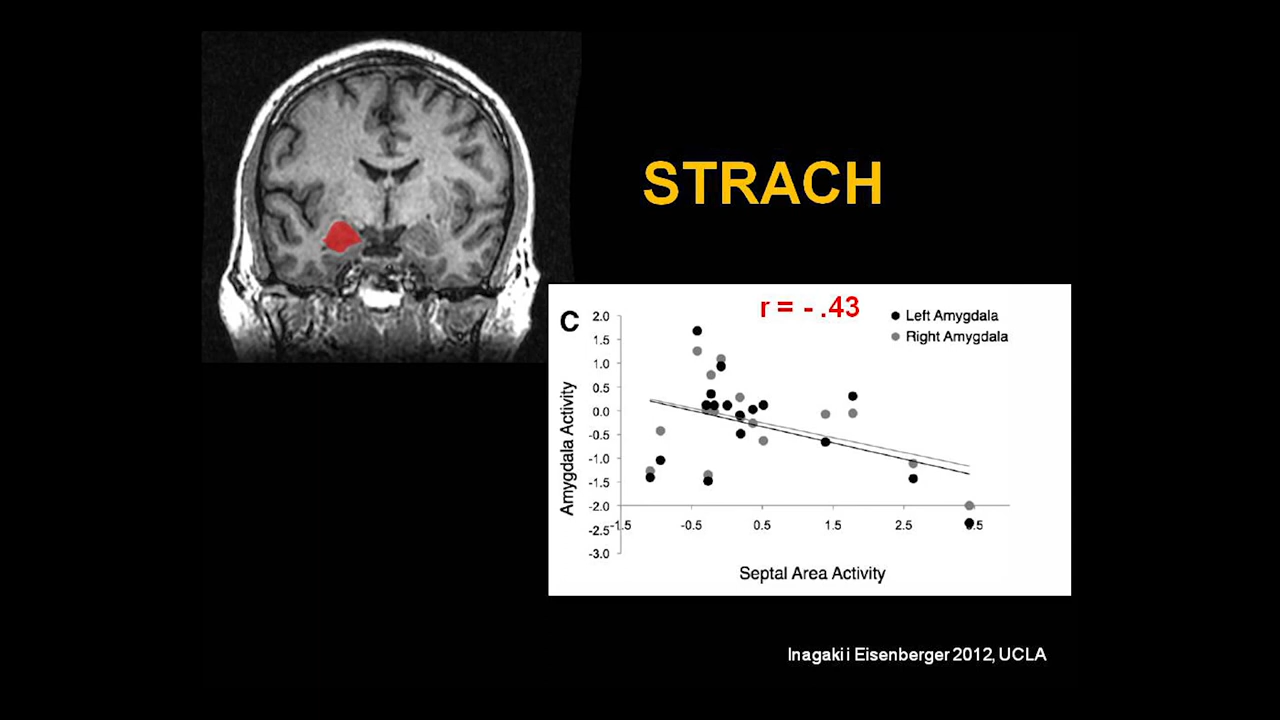 STRACH
r = - .43
C
Left Amygdala
Right Amygdala
Amygdala Activity
2.0
1.5
1.0
0.5
0.0
-0.5
-1.0
-1.5
-2.0
-2.5
-3.0
-1.5 -0.5 0.5 1.5 2.5 3.5
Septal Area Activity
Inagaki i Eisenberger 2012, UCLA